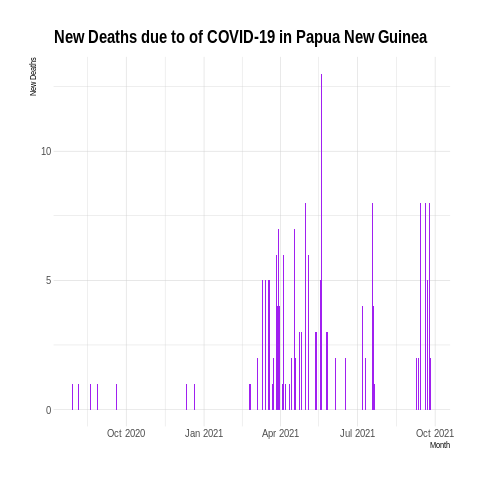 New Deaths due to of COVID-19 in Papua New Guinea
New Deaths
10
5
0
Oct 2020 Jan 2021 Apr 2021 Jul 2021 Oct 2021
Month